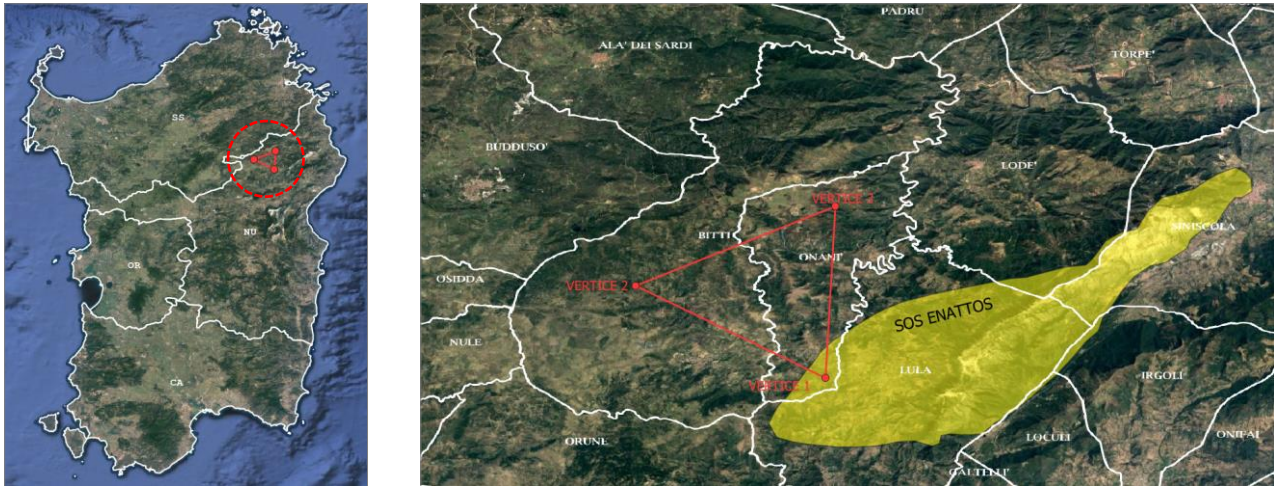 SS
NU
OR
CA
PADRU
ALA' DEI SARDI
TORPE'
BUDDUSO'
LODE'
VERTICE 3
SINISCOLA
BITTI
ONANI'
OSIDDA
VERTICE 2
SOS ENATTOS
NULE
LULA
VERTICE 1
IRGOLI
ORUNE
LOCULI
ONIFAI
GALTELLI'